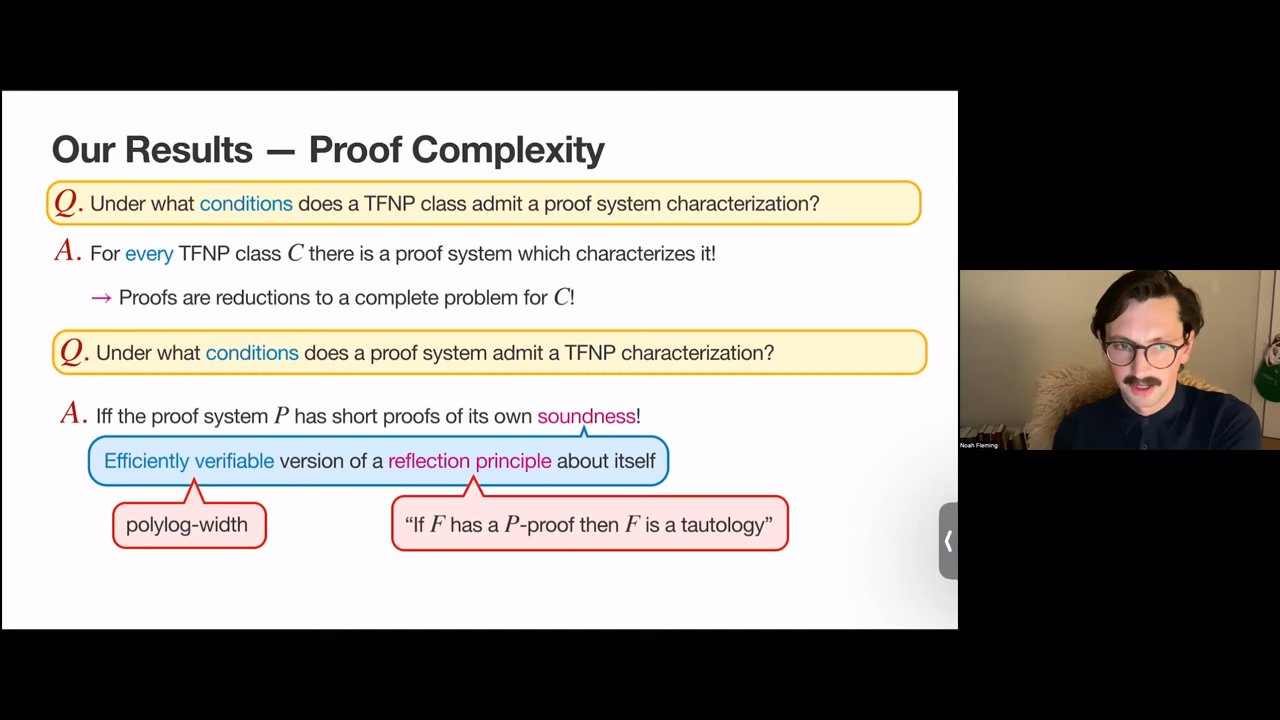 Our Results — Proof Complexity
Q. Under what conditions does a TFNP class admit a proof system characterization?
A. For every TFNP class C there is a proof system which characterizes it!
→ Proofs are reductions to a complete problem for C!
Q. Under what conditions does a proof system admit a TFNP characterization?
A. Iff the proof system P has short proofs of its own soundness!
Efficiently verifiable version of a reflection principle about itself
polylog-width
“If F has a P-proof then F is a tautology”
Noah Fleming